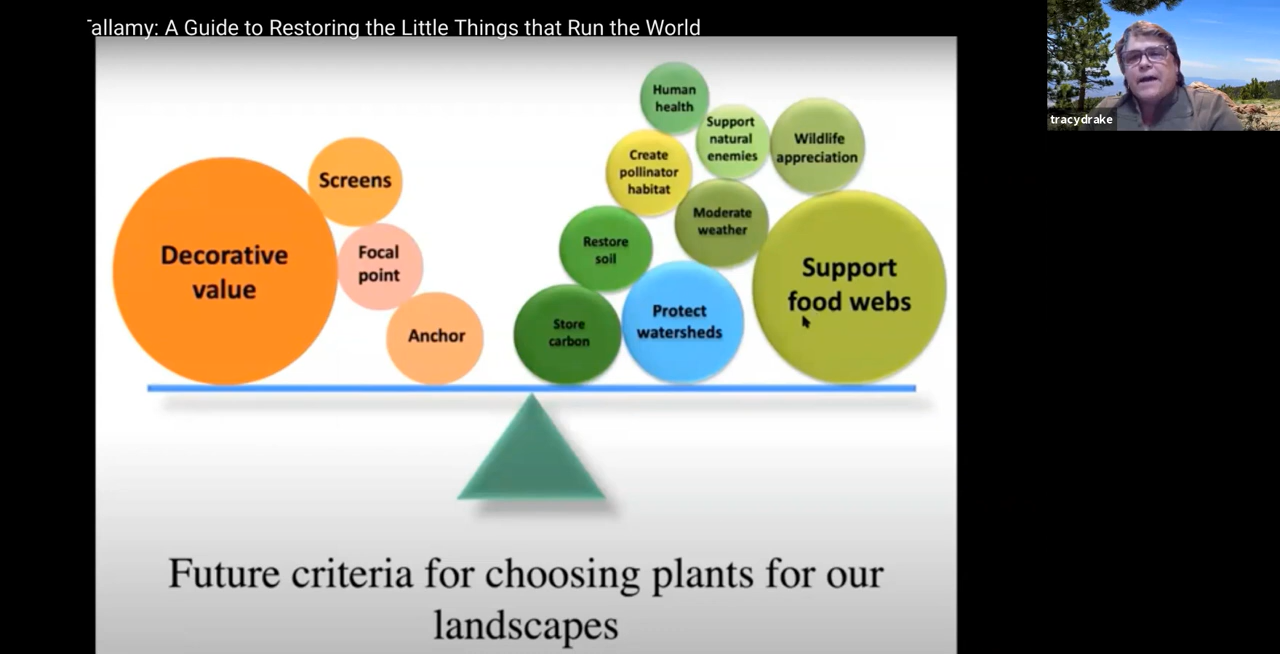 allamy: A Guide to Restoring the Little Things that Run the World
tracydrake
Decorative
value
Screens
Focal
point
Anchor
Human
health
Support
natural
enemies
Wildlife
appreciation
Create
pollinator
habitat
Moderate
weather
Restore
soil
Store
carbon
Protect
watersheds
Support
food webs
Future criteria for choosing plants for our
landscapes